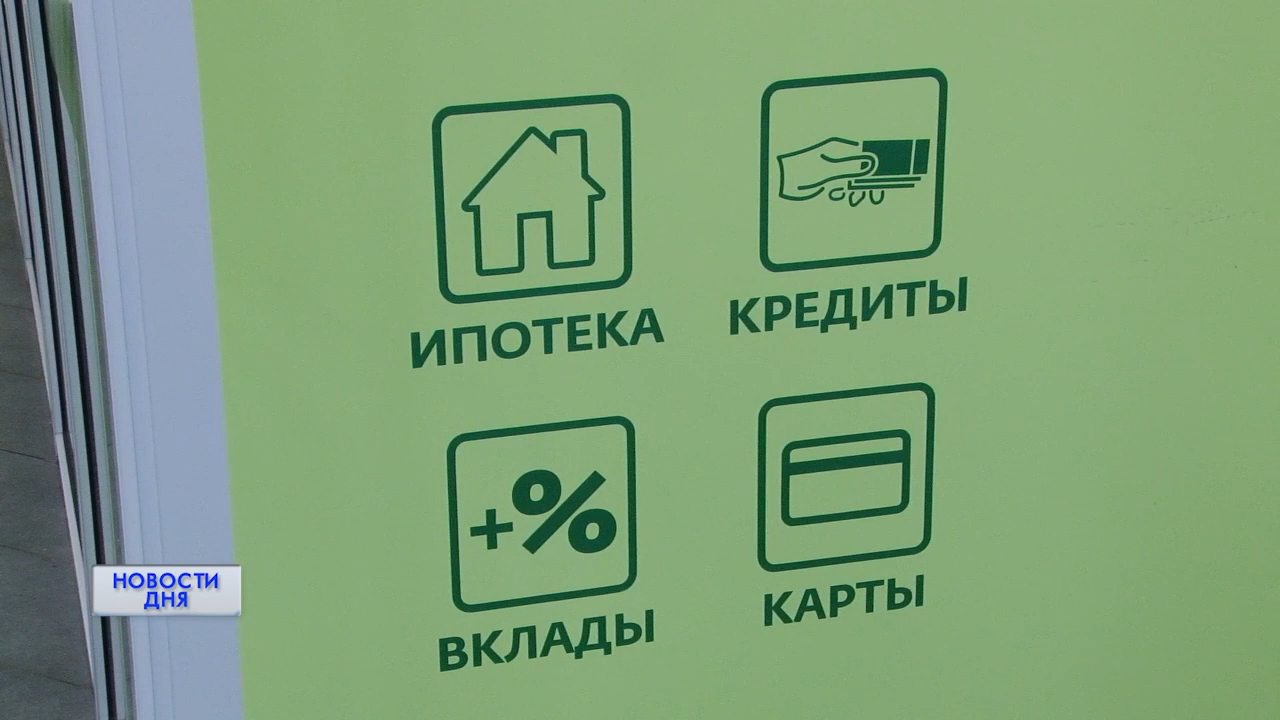 ИПОТЕКА
КРЕДИТЫ
+%
ВКЛАДЫ
КАРТЫ
НОВОСТИ
ДНЯ